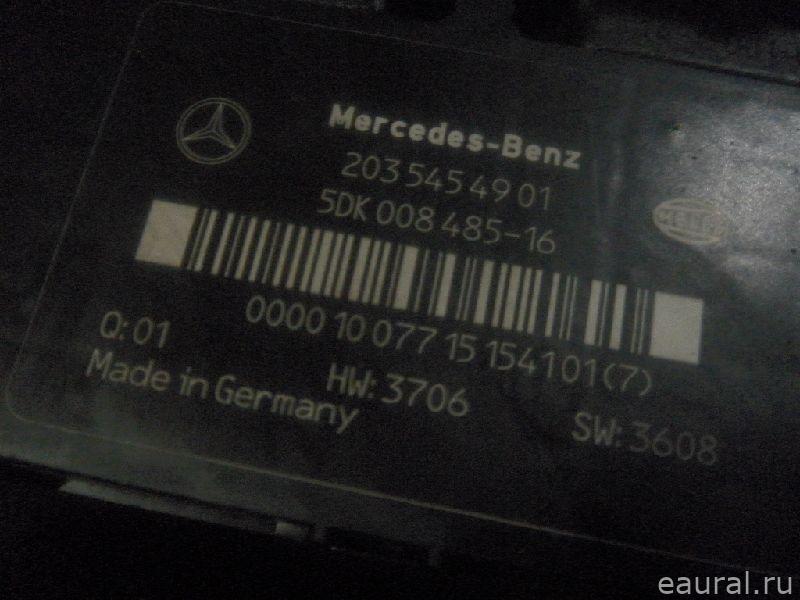 Mercedes-Benz
203 545 49 01
5DK 008 485-16
HELLA
0000 10 077 15 154101(7)
Q: 01
HW: 3706
SW: 3608
Made in Germany
eaural.ru